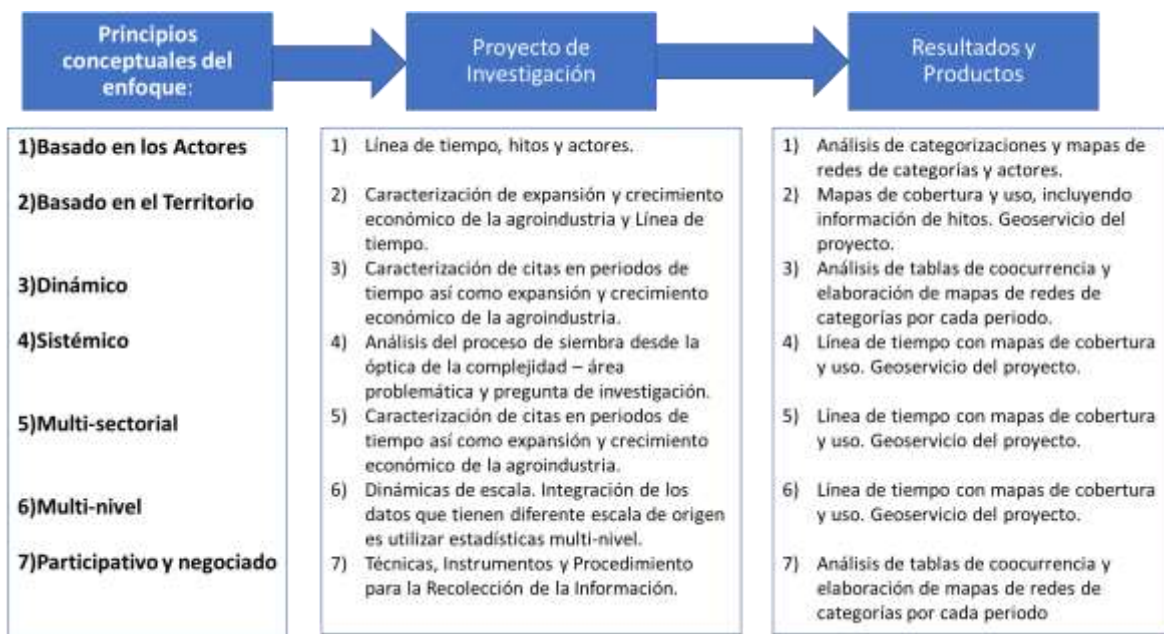 Principios
conceptuales del
enfoque:
Proyecto de
Investigación
Resultados y
Productos
1)Basado en los Actores
2)Basado en el Territorio
3)Dinámico
4)Sistémico
5)Multi-sectorial
6)Multi-nivel
7)Participativo y negociado
1) Línea de tiempo, hitos y actores.
2) Caracterización de expansión y crecimiento
económico de la agroindustria y Línea de
tiempo.
3) Caracterización de citas en periodos de
tiempo así como expansión y crecimiento
económico de la agroindustria.
4) Análisis del proceso de siembra desde la
óptica de la complejidad – área
problemática y pregunta de investigación.
5) Caracterización de citas en periodos de
tiempo así como expansión y crecimiento
económico de la agroindustria.
6) Dinámicas de escala. Integración de los
datos que tienen diferente escala de origen
es utilizar estadísticas multi-nivel.
7) Técnicas, Instrumentos y Procedimiento
para la Recolección de la Información.
1) Análisis de categorizaciones y mapas de
redes de categorías y actores.
2) Mapas de cobertura y uso, incluyendo
información de hitos. Geoservicio del
proyecto.
3) Análisis de tablas de coocurrencia y
elaboración de mapas de redes de
categorías por cada periodo.
4) Línea de tiempo con mapas de cobertura
y uso. Geoservicio del proyecto.
5) Línea de tiempo con mapas de cobertura
y uso. Geoservicio del proyecto.
6) Línea de tiempo con mapas de cobertura
y uso. Geoservicio del proyecto.
7) Análisis de tablas de coocurrencia y
elaboración de mapas de redes de
categorías por cada periodo